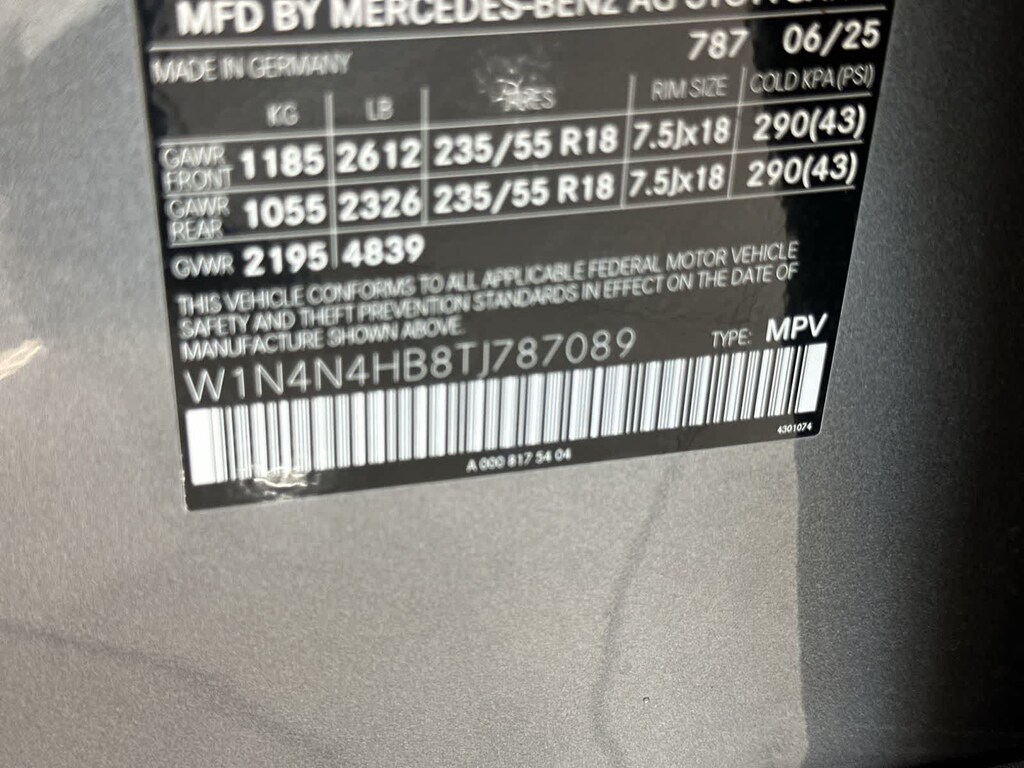 MFD BY MERCEDES-BENZ AG
787 06/25
MADE IN GERMANY
KG LB RIM SIZE COLD KPA(PSI)
GAWR FRONT 1185 2612 235/55 R18 7.5Jx18 290(43)
GAWR REAR 1055 2326 235/55 R18 7.5Jx18 290(43)
GVWR 2195 4839
THIS VEHICLE CONFORMS TO ALL APPLICABLE FEDERAL MOTOR VEHICLE
SAFETY AND THEFT PREVENTION STANDARDS IN EFFECT ON THE DATE OF
MANUFACTURE SHOWN ABOVE.
W1N4N4HB8TJ787089 TYPE: MPV
4301074
A 000 817 54 04